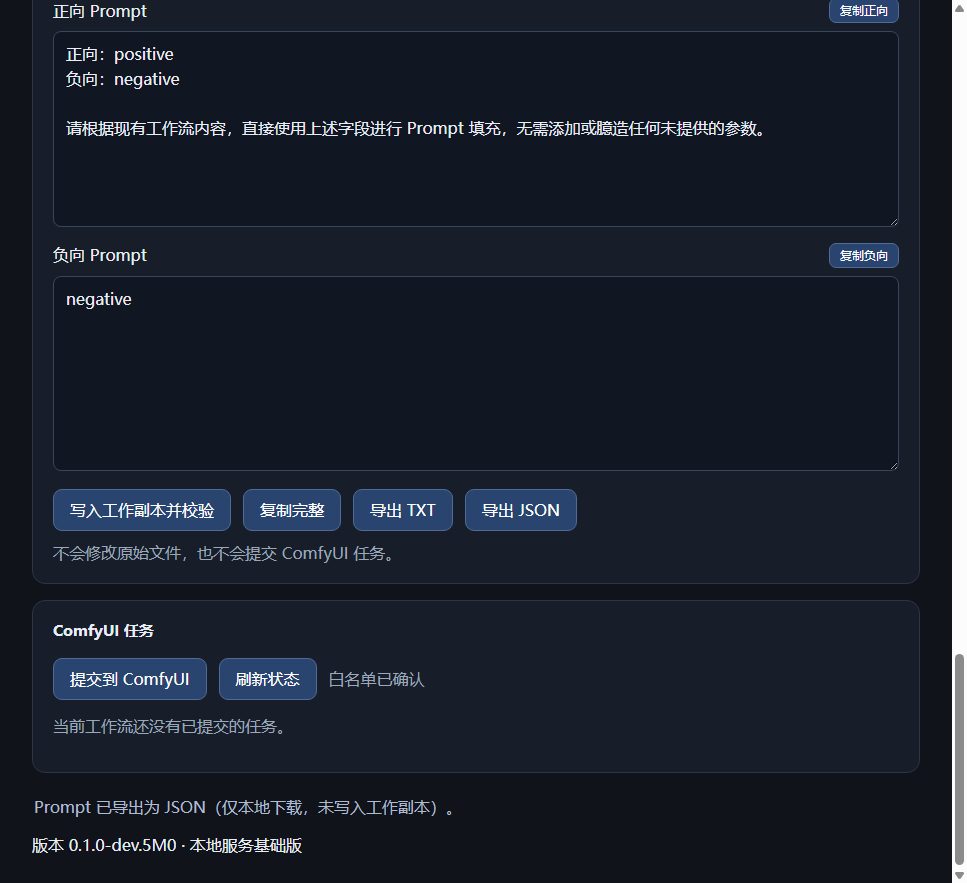 正向 Prompt
复制正向
正向：positive
负向：negative
请根据现有工作流内容，直接使用上述字段进行 Prompt 填充，无需添加或臆造任何未提供的参数。
负向 Prompt
复制负向
negative
写入工作副本并校验
复制完整
导出 TXT
导出 JSON
不会修改原始文件，也不会提交 ComfyUI 任务。
ComfyUI 任务
提交到 ComfyUI
刷新状态
白名单已确认
当前工作流还没有已提交的任务。
Prompt 已导出为 JSON（仅本地下载，未写入工作副本）。
版本 0.1.0-dev.5M0 · 本地服务基础版